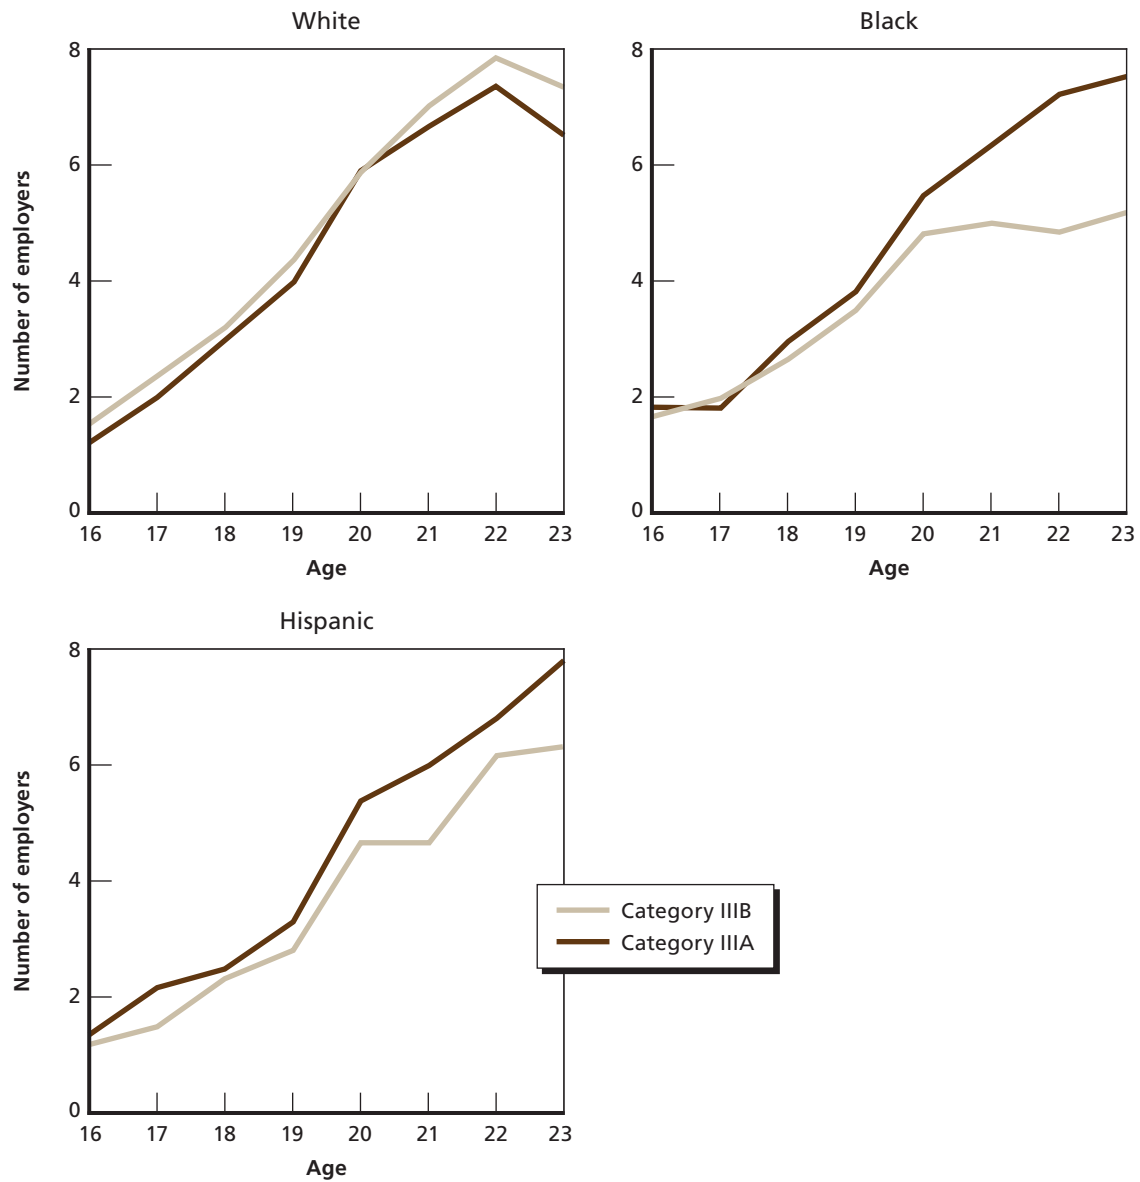 White
8
6
4
2
0
Number of employers
16 17 18 19 20 21 22 23
Age
Black
8
6
4
2
0
16 17 18 19 20 21 22 23
Age
Hispanic
8
6
4
2
0
Number of employers
16 17 18 19 20 21 22 23
Age
Category IIIB
Category IIIA